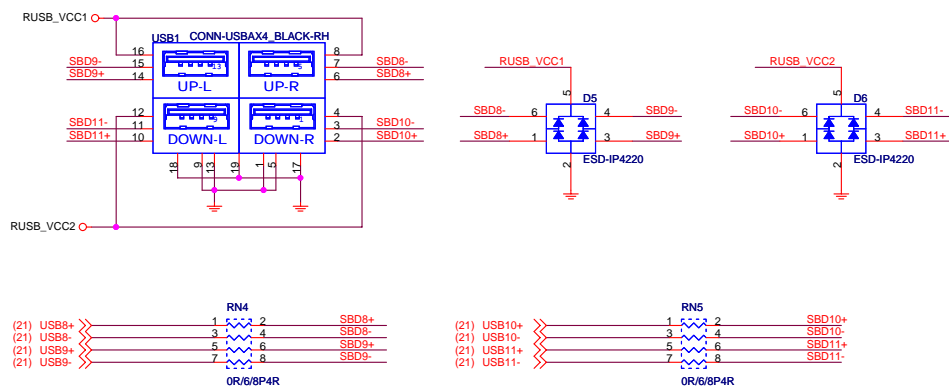 RUSB_VCC1
USB1 CONN-USBAX4_BLACK-RH
16 8
SBD9- 15 7 SBD8-
SBD9+ 14 6 SBD8+
13 5
UP-L UP-R
12 4
SBD11- 11 3 SBD10-
SBD11+ 10 2 SBD10+
9 1
DOWN-L DOWN-R
18 9 13 19 1 5 17
RUSB_VCC2
RUSB_VCC1
5
D5
SBD8- 6 4 SBD9-
SBD8+ 1 3 SBD9+
2
ESD-IP4220
RUSB_VCC2
5
D6
SBD10- 6 4 SBD11-
SBD10+ 1 3 SBD11+
2
ESD-IP4220
RN4
(21) USB8+ 1 2 SBD8+
(21) USB8- 3 4 SBD8-
(21) USB9+ 5 6 SBD9+
(21) USB9- 7 8 SBD9-
0R/6/8P4R
RN5
(21) USB10+ 1 2 SBD10+
(21) USB10- 3 4 SBD10-
(21) USB11+ 5 6 SBD11+
(21) USB11- 7 8 SBD11-
0R/6/8P4R